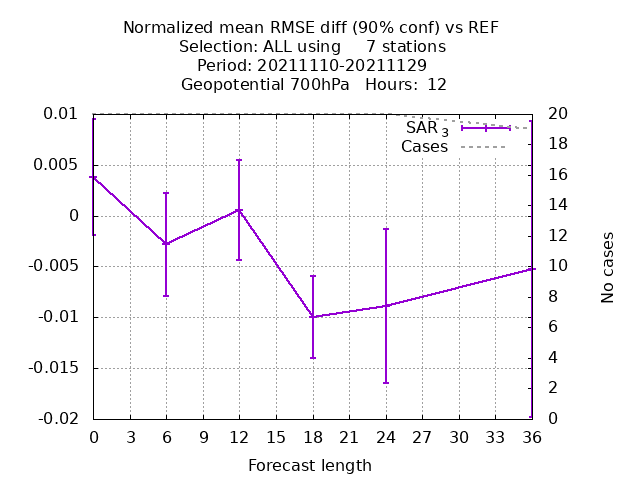 Normalized mean RMSE diff (90% conf) vs REF
Selection: ALL using 7 stations
Period: 20211110-20211129
Geopotential 700hPa Hours: 12
0.01
0.005
0
-0.005
-0.01
-0.015
-0.02
SAR 3
Cases
20
18
16
14
12
10
8
6
4
2
0
No cases
0 3 6 9 12 15 18 21 24 27 30 33 36
Forecast length